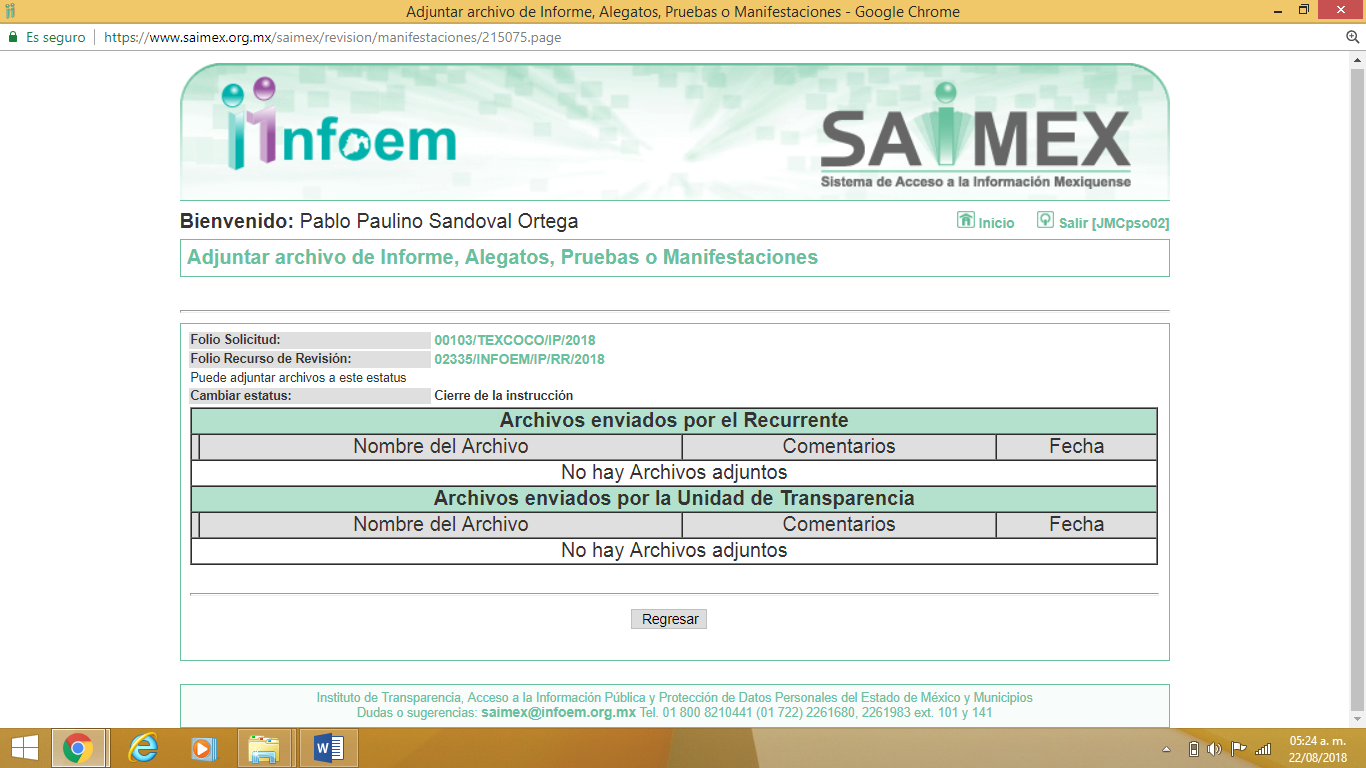 Adjuntar archivo de Informe, Alegatos, Pruebas o Manifestaciones - Google Chrome
Es seguro | https://www.saimex.org.mx/saimex/revision/manifestaciones/215075.page
infoem
SAIMEX
Sistema de Acceso a la Información Mexiquense
Bienvenido: Pablo Paulino Sandoval Ortega
Inicio Salir [JMCpso02]
Adjuntar archivo de Informe, Alegatos, Pruebas o Manifestaciones
Folio Solicitud: 00103/TEXCOCO/IP/2018
Folio Recurso de Revisión: 02335/INFOEM/IP/RR/2018
Puede adjuntar archivos a este estatus
Cambiar estatus: Cierre de la instrucción
Archivos enviados por el Recurrente
Nombre del Archivo Comentarios Fecha
No hay Archivos adjuntos
Archivos enviados por la Unidad de Transparencia
Nombre del Archivo Comentarios Fecha
No hay Archivos adjuntos
Regresar
Instituto de Transparencia, Acceso a la Información Pública y Protección de Datos Personales del Estado de México y Municipios
Dudas o sugerencias: saimex@infoem.org.mx Tel. 01 800 8210441 (01 722) 2261680, 2261983 ext. 101 y 141
05:24 a. m.
22/08/2018